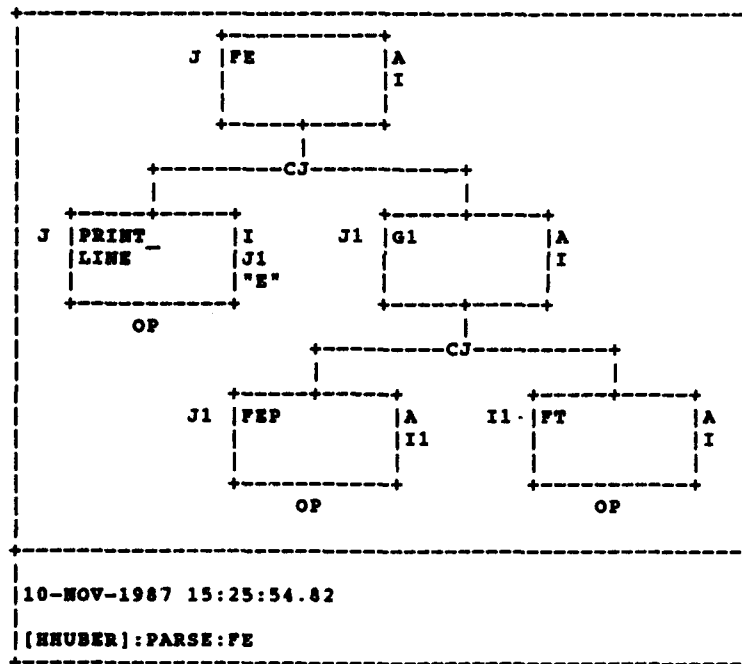 J FE A
I
CJ
J PRINT_ I J1 G1 A
LINE J1 I
"E"
OP
CJ
J1 FEP A I1 FT A
I1 I
OP OP
10-NOV-1987 15:25:54.82
[HHUBER]:PARSE:FE